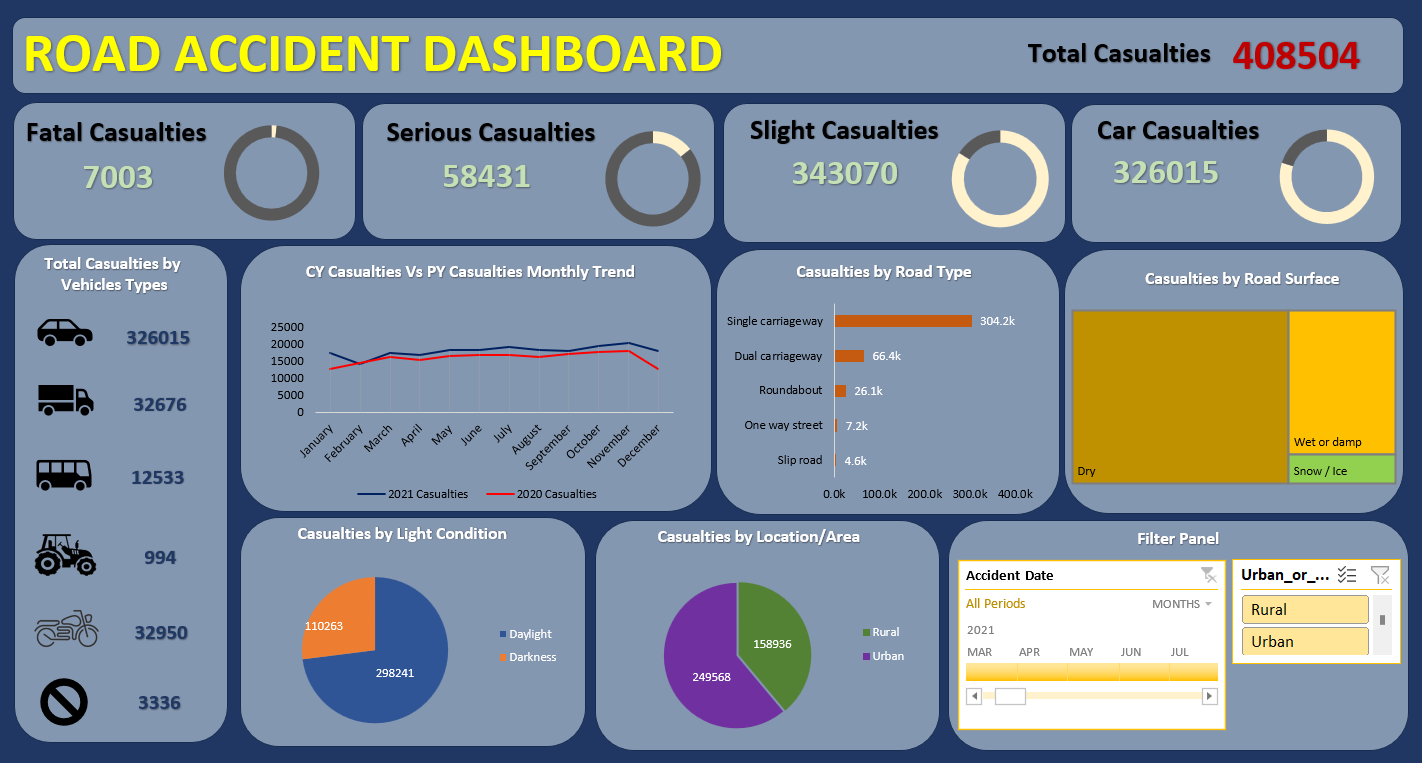 ROAD ACCIDENT DASHBOARD
Total Casualties
408504
Fatal Casualties
7003
Serious Casualties
58431
Slight Casualties
343070
Car Casualties
326015
Total Casualties by
Vehicles Types
326015
32676
12533
994
32950
3336
CY Casualties Vs PY Casualties Monthly Trend
25000
20000
15000
10000
5000
0
January
February
March
April
May
June
July
August
September
October
November
December
2021 Casualties
2020 Casualties
Casualties by Road Type
Single carriageway
304.2k
Dual carriageway
66.4k
Roundabout
26.1k
One way street
7.2k
Slip road
4.6k
0.0k 100.0k 200.0k 300.0k 400.0k
Casualties by Road Surface
Dry
Wet or damp
Snow / Ice
Casualties by Light Condition
110263
298241
Daylight
Darkness
Casualties by Location/Area
158936
249568
Rural
Urban
Filter Panel
Accident Date
All Periods
MONTHS
2021
MAR APR MAY JUN JUL
Urban_or_...
Rural
Urban